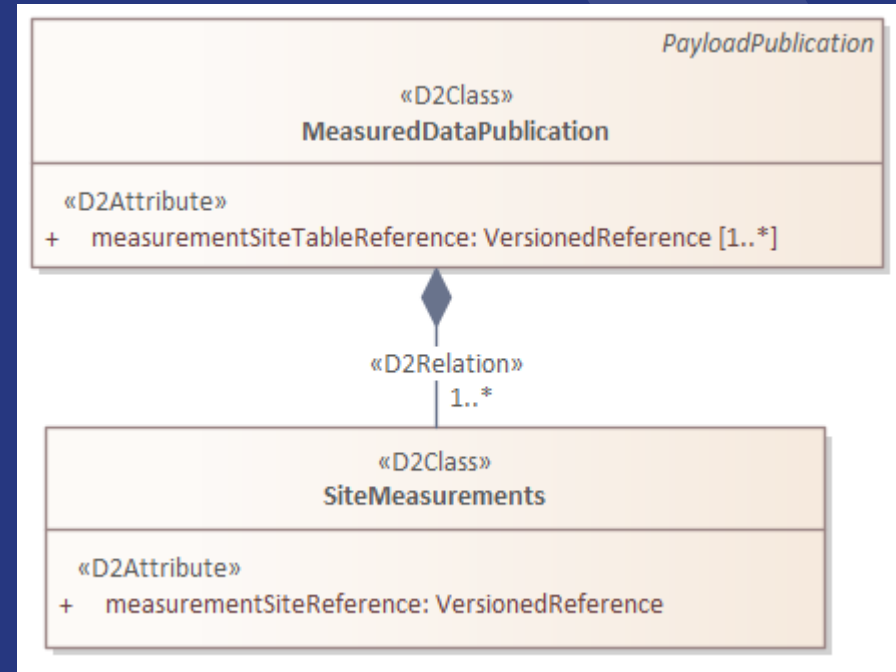 PayloadPublication
«D2Class»
MeasuredDataPublication
«D2Attribute»
+ measurementSiteTableReference: VersionedReference [1..*]
«D2Relation»
1..*
«D2Class»
SiteMeasurements
«D2Attribute»
+ measurementSiteReference: VersionedReference